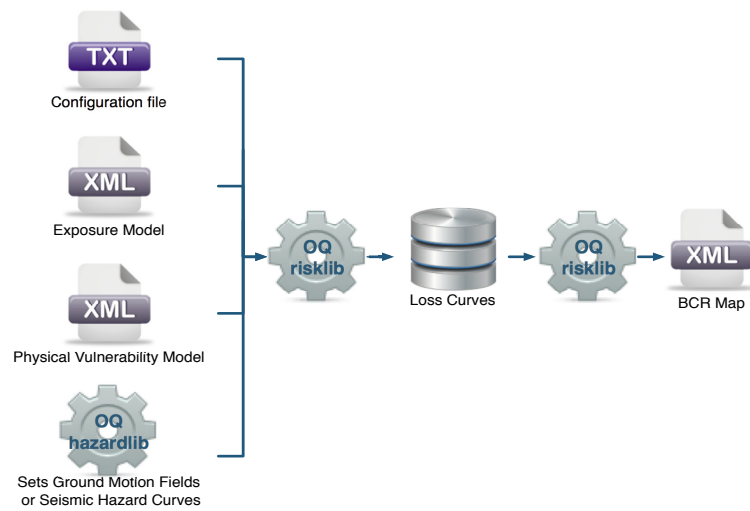 TXT
Configuration file
XML
Exposure Model
XML
Physical Vulnerability Model
OQ
hazardlib
Sets Ground Motion Fields
or Seismic Hazard Curves
OQ
risklib
Loss Curves
OQ
risklib
XML
BCR Map